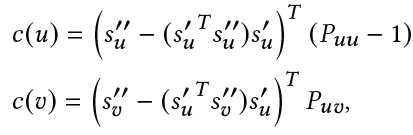 c(u) = (s''_u − (s'_u^T s''_u)s'_u)^T (P_uu − 1)
c(v) = (s''_v − (s'_u^T s''_v)s'_u)^T P_uv,